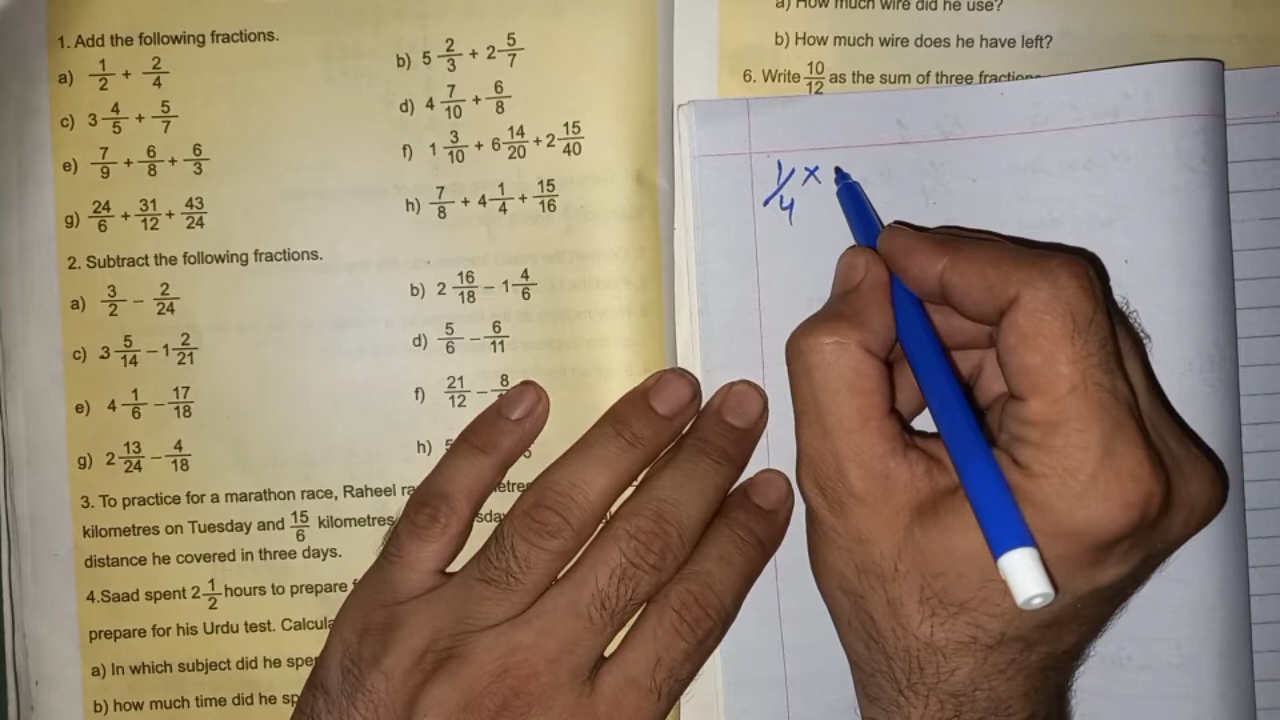 1. Add the following fractions.
a) 1/2 + 2/4
b) 5 2/3 + 2 5/7
c) 3 4/5 + 5/7
d) 4 7/10 + 6/8
e) 7/9 + 6/8 + 6/3
f) 1 3/10 + 6 14/20 + 2 15/40
g) 24/6 + 31/12 + 43/24
h) 7/8 + 4 1/4 + 15/16
2. Subtract the following fractions.
a) 3/2 − 2/24
b) 2 16/18 − 1 4/6
c) 3 5/14 − 1 2/21
d) 5/6 − 6/11
e) 4 1/6 − 17/18
f) 21/12 − 8
g) 2 13/24 − 4/18
h) 5
3. To practice for a marathon race, Raheel
kilometres on Tuesday and 15/6 kilometres
distance he covered in three days.
4.Saad spent 2 1/2 hours to prepare
prepare for his Urdu test.
a) In which subject did he
b) how much time did he
a) How much wire did he use?
b) How much wire does he have left?
6. Write 10/12 as the sum of three fractions
1/4 ×